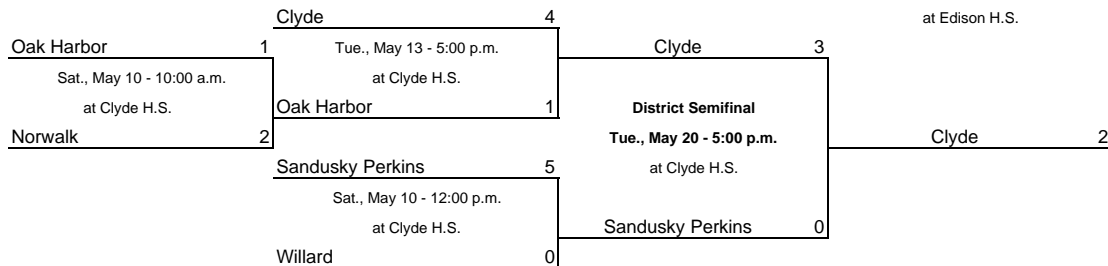 Clyde 4
at Edison H.S.
Oak Harbor 1
Tue., May 13 - 5:00 p.m.
Clyde 3
Sat., May 10 - 10:00 a.m.
at Clyde H.S.
at Clyde H.S.
Oak Harbor 1
District Semifinal
Norwalk 2
Tue., May 20 - 5:00 p.m.
Clyde 2
Sandusky Perkins 5
at Clyde H.S.
Sat., May 10 - 12:00 p.m.
at Clyde H.S.
Sandusky Perkins 0
Willard 0